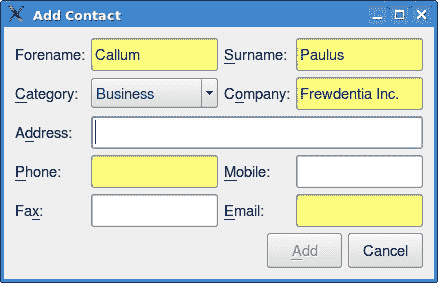 Add Contact
Forename: Callum Surname: Paulus
Category: Business Company: Frewdentia Inc.
Address:
Phone: Mobile:
Fax: Email:
Add Cancel